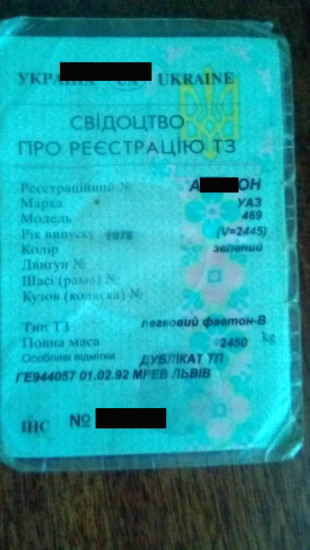 УКРАЇНА UA UKRAINE
СВІДОЦТВО
ПРО РЕЄСТРАЦІЮ ТЗ
Реєстраційний № А ОН
Марка УАЗ
Модель 469
Рік випуску 1978 (V=2445)
Колір зелений
Двигун №
Шасі (рама) №
Кузов (коляска) №
Тип ТЗ легковий фаетон-В
Повна маса 2450 kg
Особливі відмітки ДУБЛІКАТ ТП
ГЕ944057 01.02.92 МРЕВ ЛЬВІВ
№